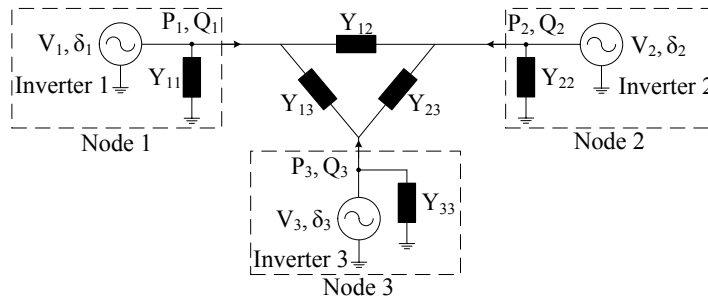 P₁, Q₁
V₁, δ₁
Inverter 1
Y₁₁
Node 1
Y₁₂
Y₁₃
Y₂₃
P₂, Q₂
V₂, δ₂
Inverter 2
Y₂₂
Node 2
P₃, Q₃
V₃, δ₃
Y₃₃
Inverter 3
Node 3